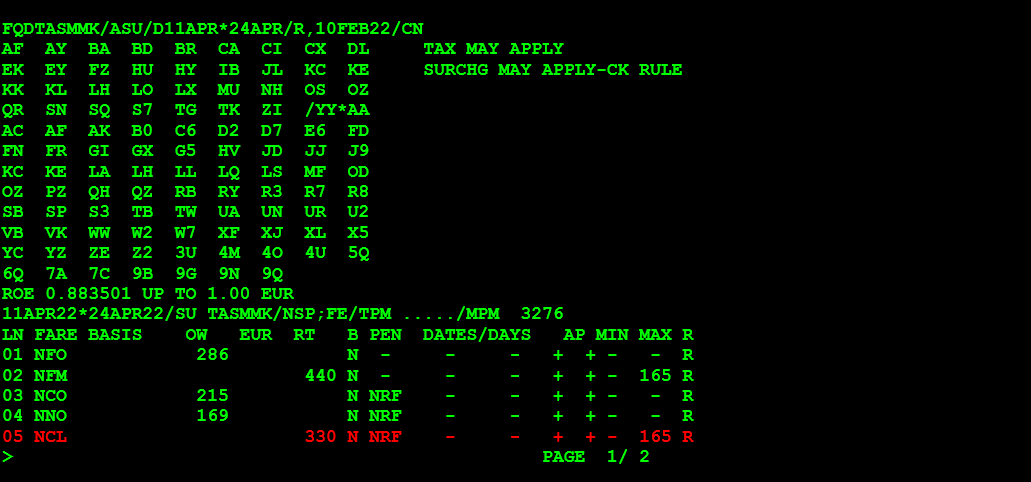 FQDTASMMK/ASU/D11APR*24APR/R,10FEB22/CN
AF  AY  BA  BD  BR  CA  CI  CX  DL     TAX MAY APPLY
EK  EY  FZ  HU  HY  IB  JL  KC  KE     SURCHG MAY APPLY-CK RULE
KK  KL  LH  LO  LX  MU  NH  OS  OZ
QR  SN  SQ  S7  TG  TK  ZI  /YY*AA
AC  AF  AK  B0  C6  D2  D7  E6  FD
FN  FR  GI  GX  G5  HV  JD  JJ  J9
KC  KE  LA  LH  LL  LQ  LS  MF  OD
OZ  PZ  QH  QZ  RB  RY  R3  R7  R8
SB  SP  S3  TB  TW  UA  UN  UR  U2
VB  VK  WW  W2  W7  XF  XJ  XL  X5
YC  YZ  ZE  Z2  3U  4M  4O  4U  5Q
6Q  7A  7C  9B  9G  9N  9Q
ROE 0.883501 UP TO 1.00 EUR
11APR22*24APR22/SU TASMMK/NSP;FE/TPM ...../MPM  3276
LN FARE BASIS    OW   EUR  RT   B PEN  DATES/DAYS   AP MIN MAX R
01 NFO            286           N  -     -     -   +  + -   -  R
02 NFM                      440 N  -     -     -   +  + -  165 R
03 NCO            215           N NRF    -     -   +  + -   -  R
04 NNO            169           N NRF    -     -   +  + -   -  R
05 NCL                      330 N NRF    -     -   +  + -  165 R
>                                                 PAGE  1/ 2